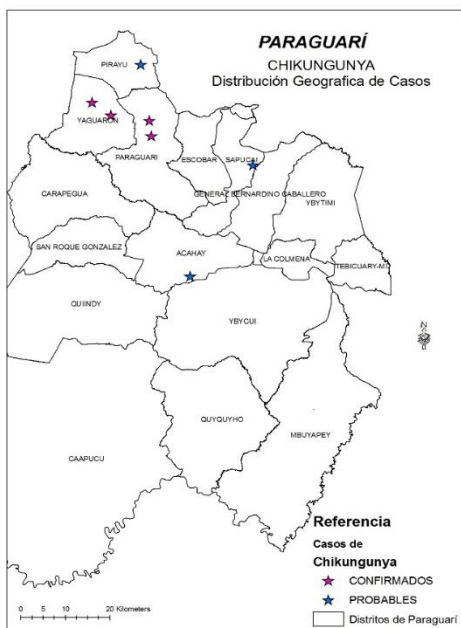 PARAGUARÍ
CHIKUNGUNYA
Distribución Geografica de Casos
PIRAYU
YAGUARON
PARAGUARI
ESCOBAR
SAPUCAI
CARAPEGUA
GENERAL BERNARDINO CABALLERO
YBYTIMI
SAN ROQUE GONZALEZ
ACAHAY
LA COLMENA
TEBICUARY-MI
QUIINDY
YBYCUI
N
QUYQUYHO
MBUYAPEY
CAAPUCU
Referencia
Casos de
Chikungunya
CONFIRMADOS
PROBABLES
Distritos de Paraguarí
0 5 10 20 Kilometers